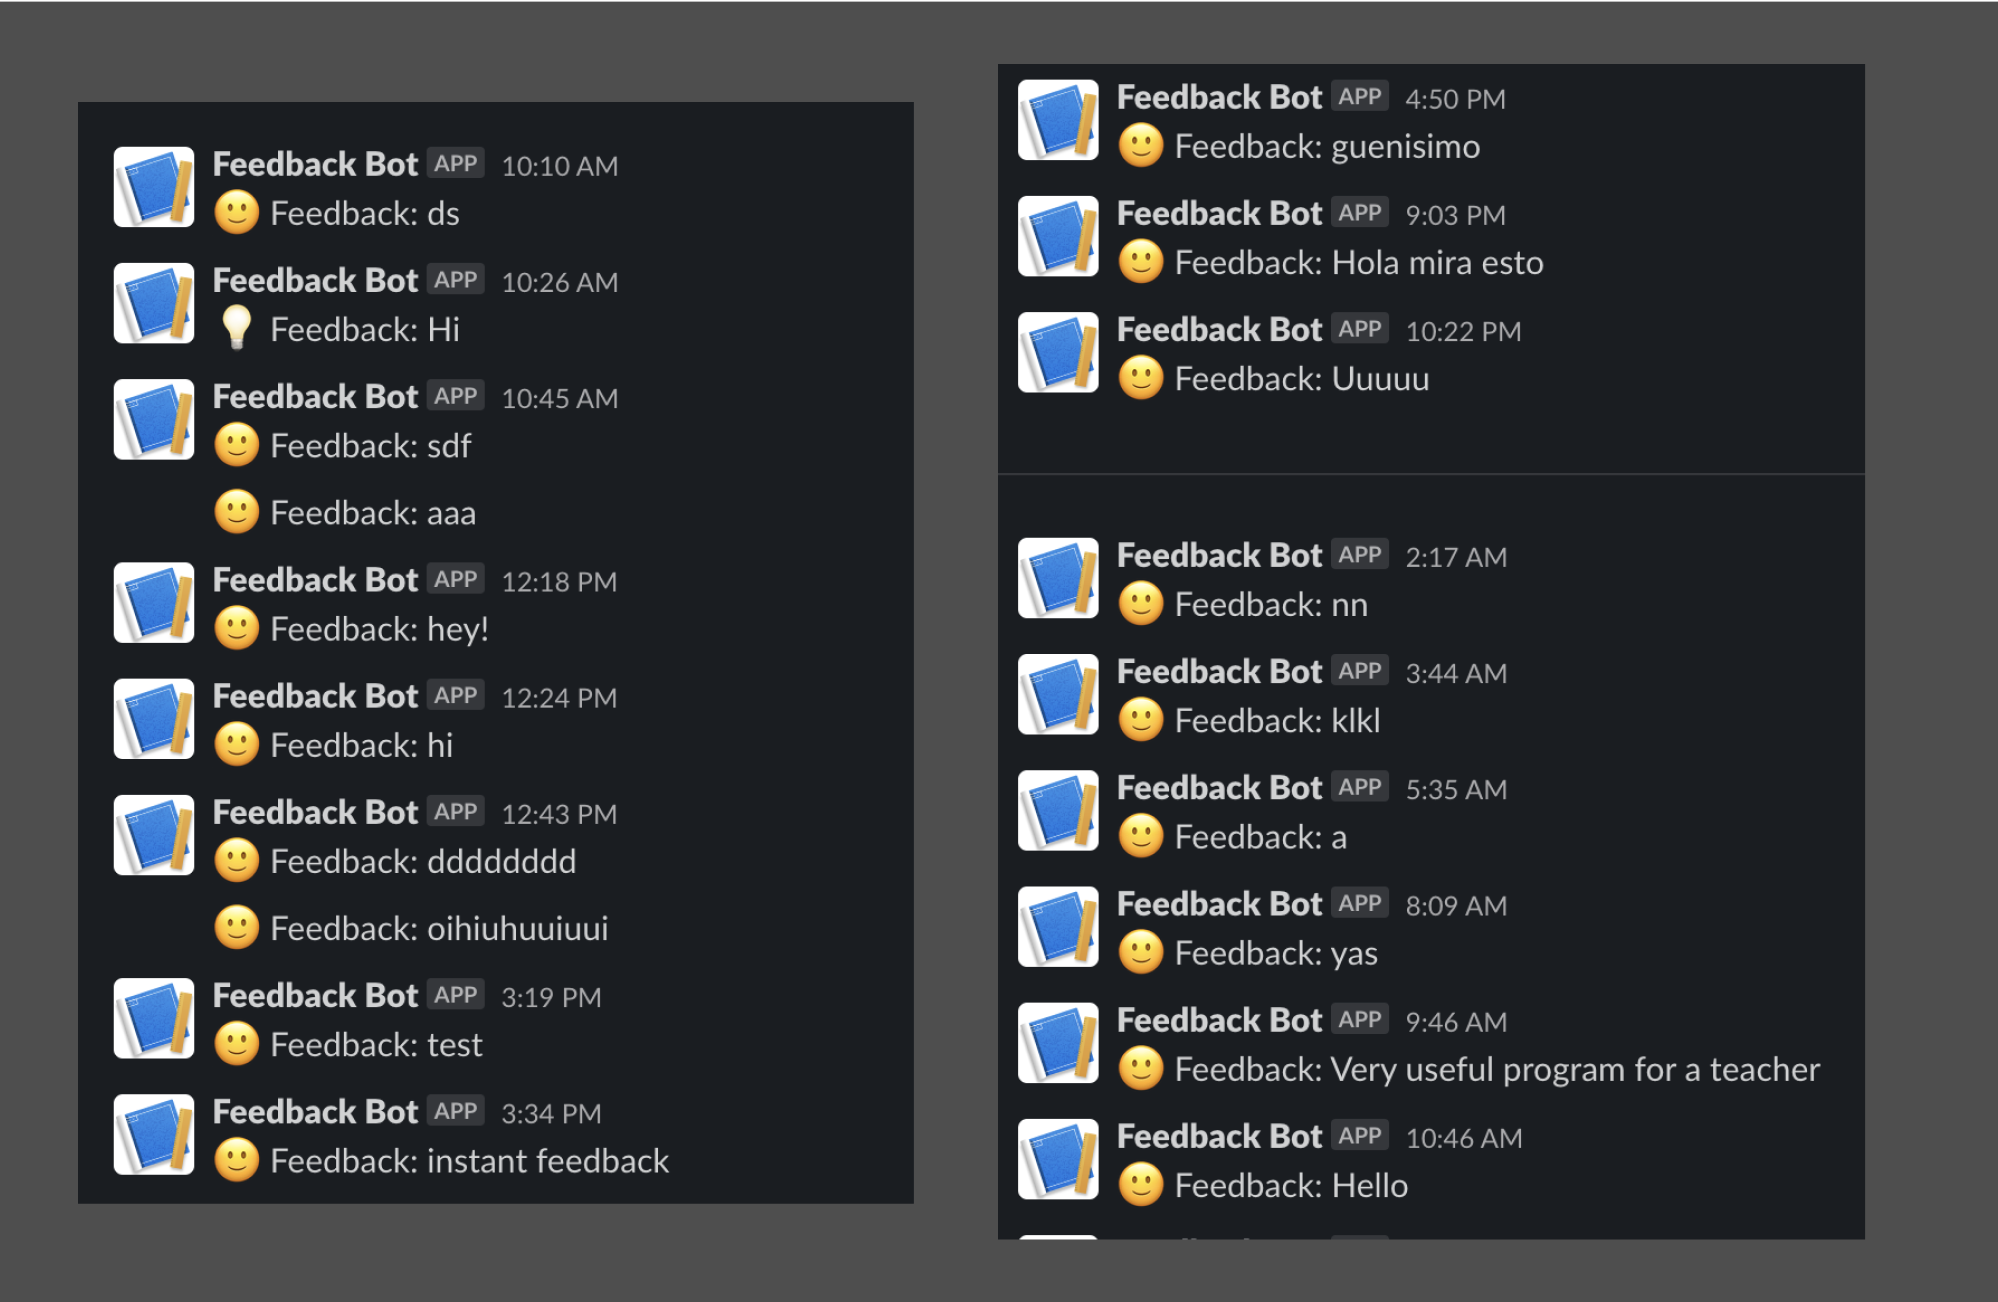 Feedback Bot APP 10:10 AM
Feedback: ds
Feedback Bot APP 10:26 AM
Feedback: Hi
Feedback Bot APP 10:45 AM
Feedback: sdf
Feedback: aaa
Feedback Bot APP 12:18 PM
Feedback: hey!
Feedback Bot APP 12:24 PM
Feedback: hi
Feedback Bot APP 12:43 PM
Feedback: dddddddd
Feedback: oihiuhuuiuui
Feedback Bot APP 3:19 PM
Feedback: test
Feedback Bot APP 3:34 PM
Feedback: instant feedback
Feedback Bot APP 4:50 PM
Feedback: guenisimo
Feedback Bot APP 9:03 PM
Feedback: Hola mira esto
Feedback Bot APP 10:22 PM
Feedback: Uuuuu
Feedback Bot APP 2:17 AM
Feedback: nn
Feedback Bot APP 3:44 AM
Feedback: klkl
Feedback Bot APP 5:35 AM
Feedback: a
Feedback Bot APP 8:09 AM
Feedback: yas
Feedback Bot APP 9:46 AM
Feedback: Very useful program for a teacher
Feedback Bot APP 10:46 AM
Feedback: Hello